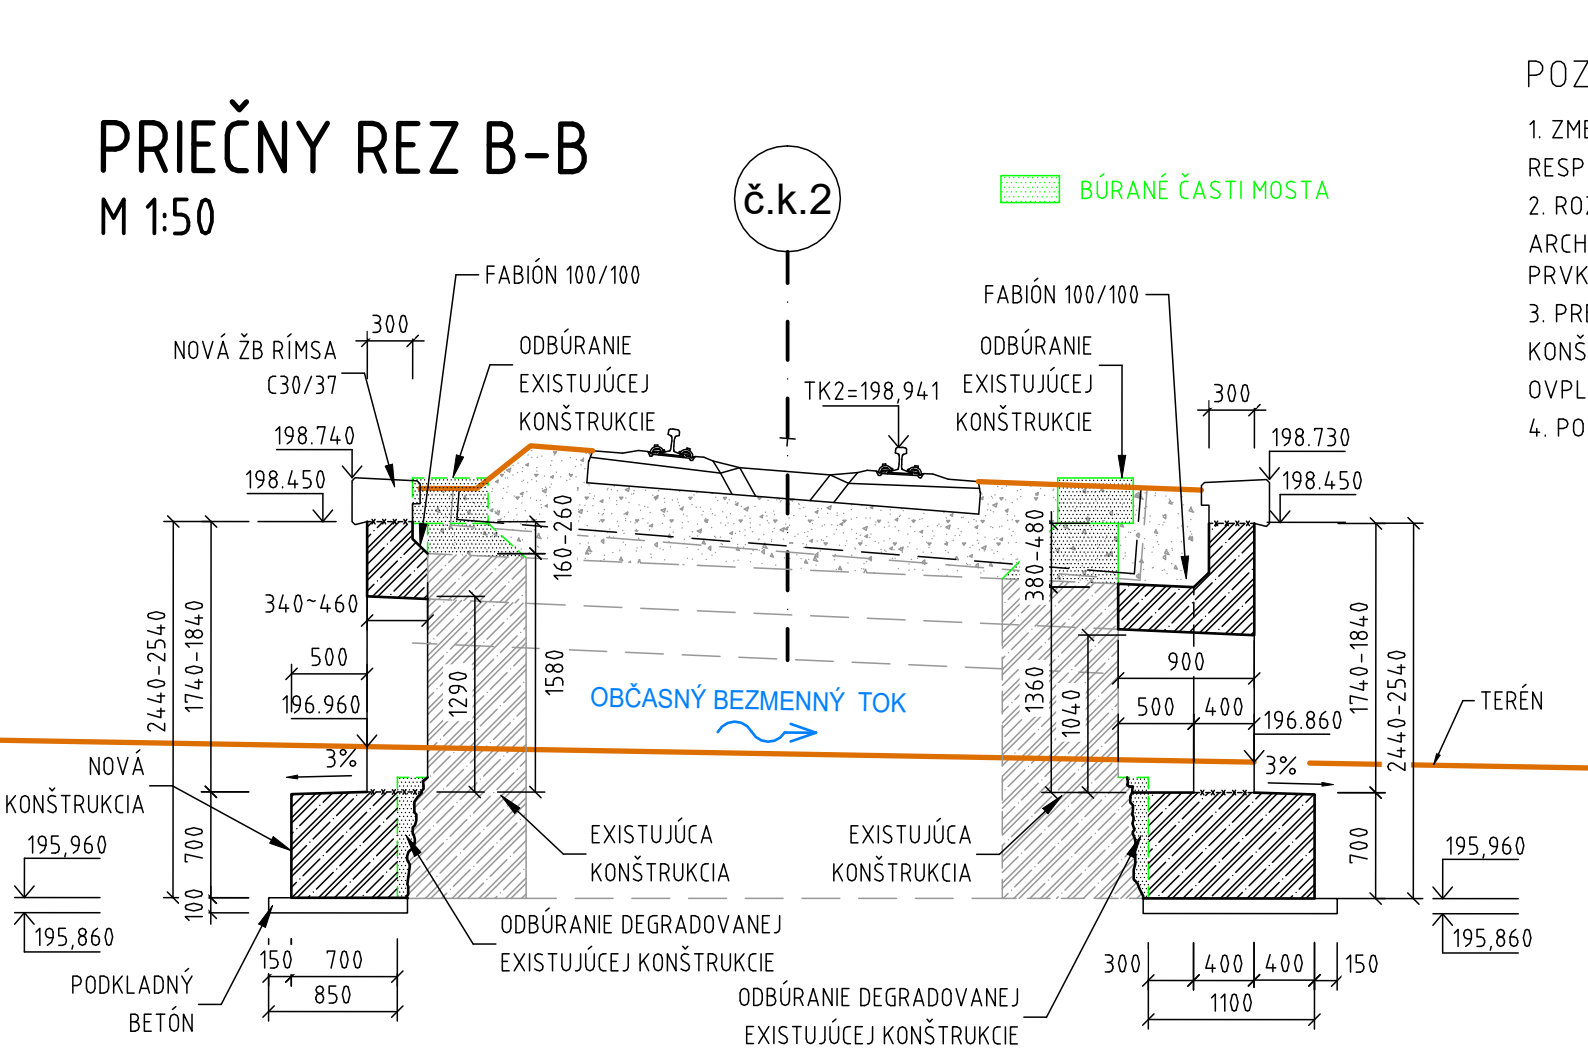 PRIEČNY REZ B-B
M 1:50
č.k.2
BÚRANÉ ČASTI MOSTA
POZ
1. ZME
RESP
2. ROZ
ARCH
PRVK
3. PRE
KONŠ
OVPL
4. PO
FABIÓN 100/100
FABIÓN 100/100
300
NOVÁ ŽB RÍMSA
C30/37
ODBÚRANIE
EXISTUJÚCEJ
KONŠTRUKCIE
TK2=198,941
ODBÚRANIE
EXISTUJÚCEJ
KONŠTRUKCIE
300
198.740
198.450
198.730
198.450
160-260
380-480
340~460
500
196.960
2440-2540
1740-1840
1290
1580
OBČASNÝ BEZMENNÝ TOK
1360
1040
900
500
400
196.860
1740-1840
2440-2540
TERÉN
3%
3%
NOVÁ
KONŠTRUKCIA
195,960
195,860
700
100
EXISTUJÚCA
KONŠTRUKCIA
EXISTUJÚCA
KONŠTRUKCIA
700
195,960
195,860
ODBÚRANIE DEGRADOVANEJ
EXISTUJÚCEJ KONŠTRUKCIE
150
700
850
PODKLADNÝ
BETÓN
ODBÚRANIE DEGRADOVANEJ
EXISTUJÚCEJ KONŠTRUKCIE
300
400
400
150
1100